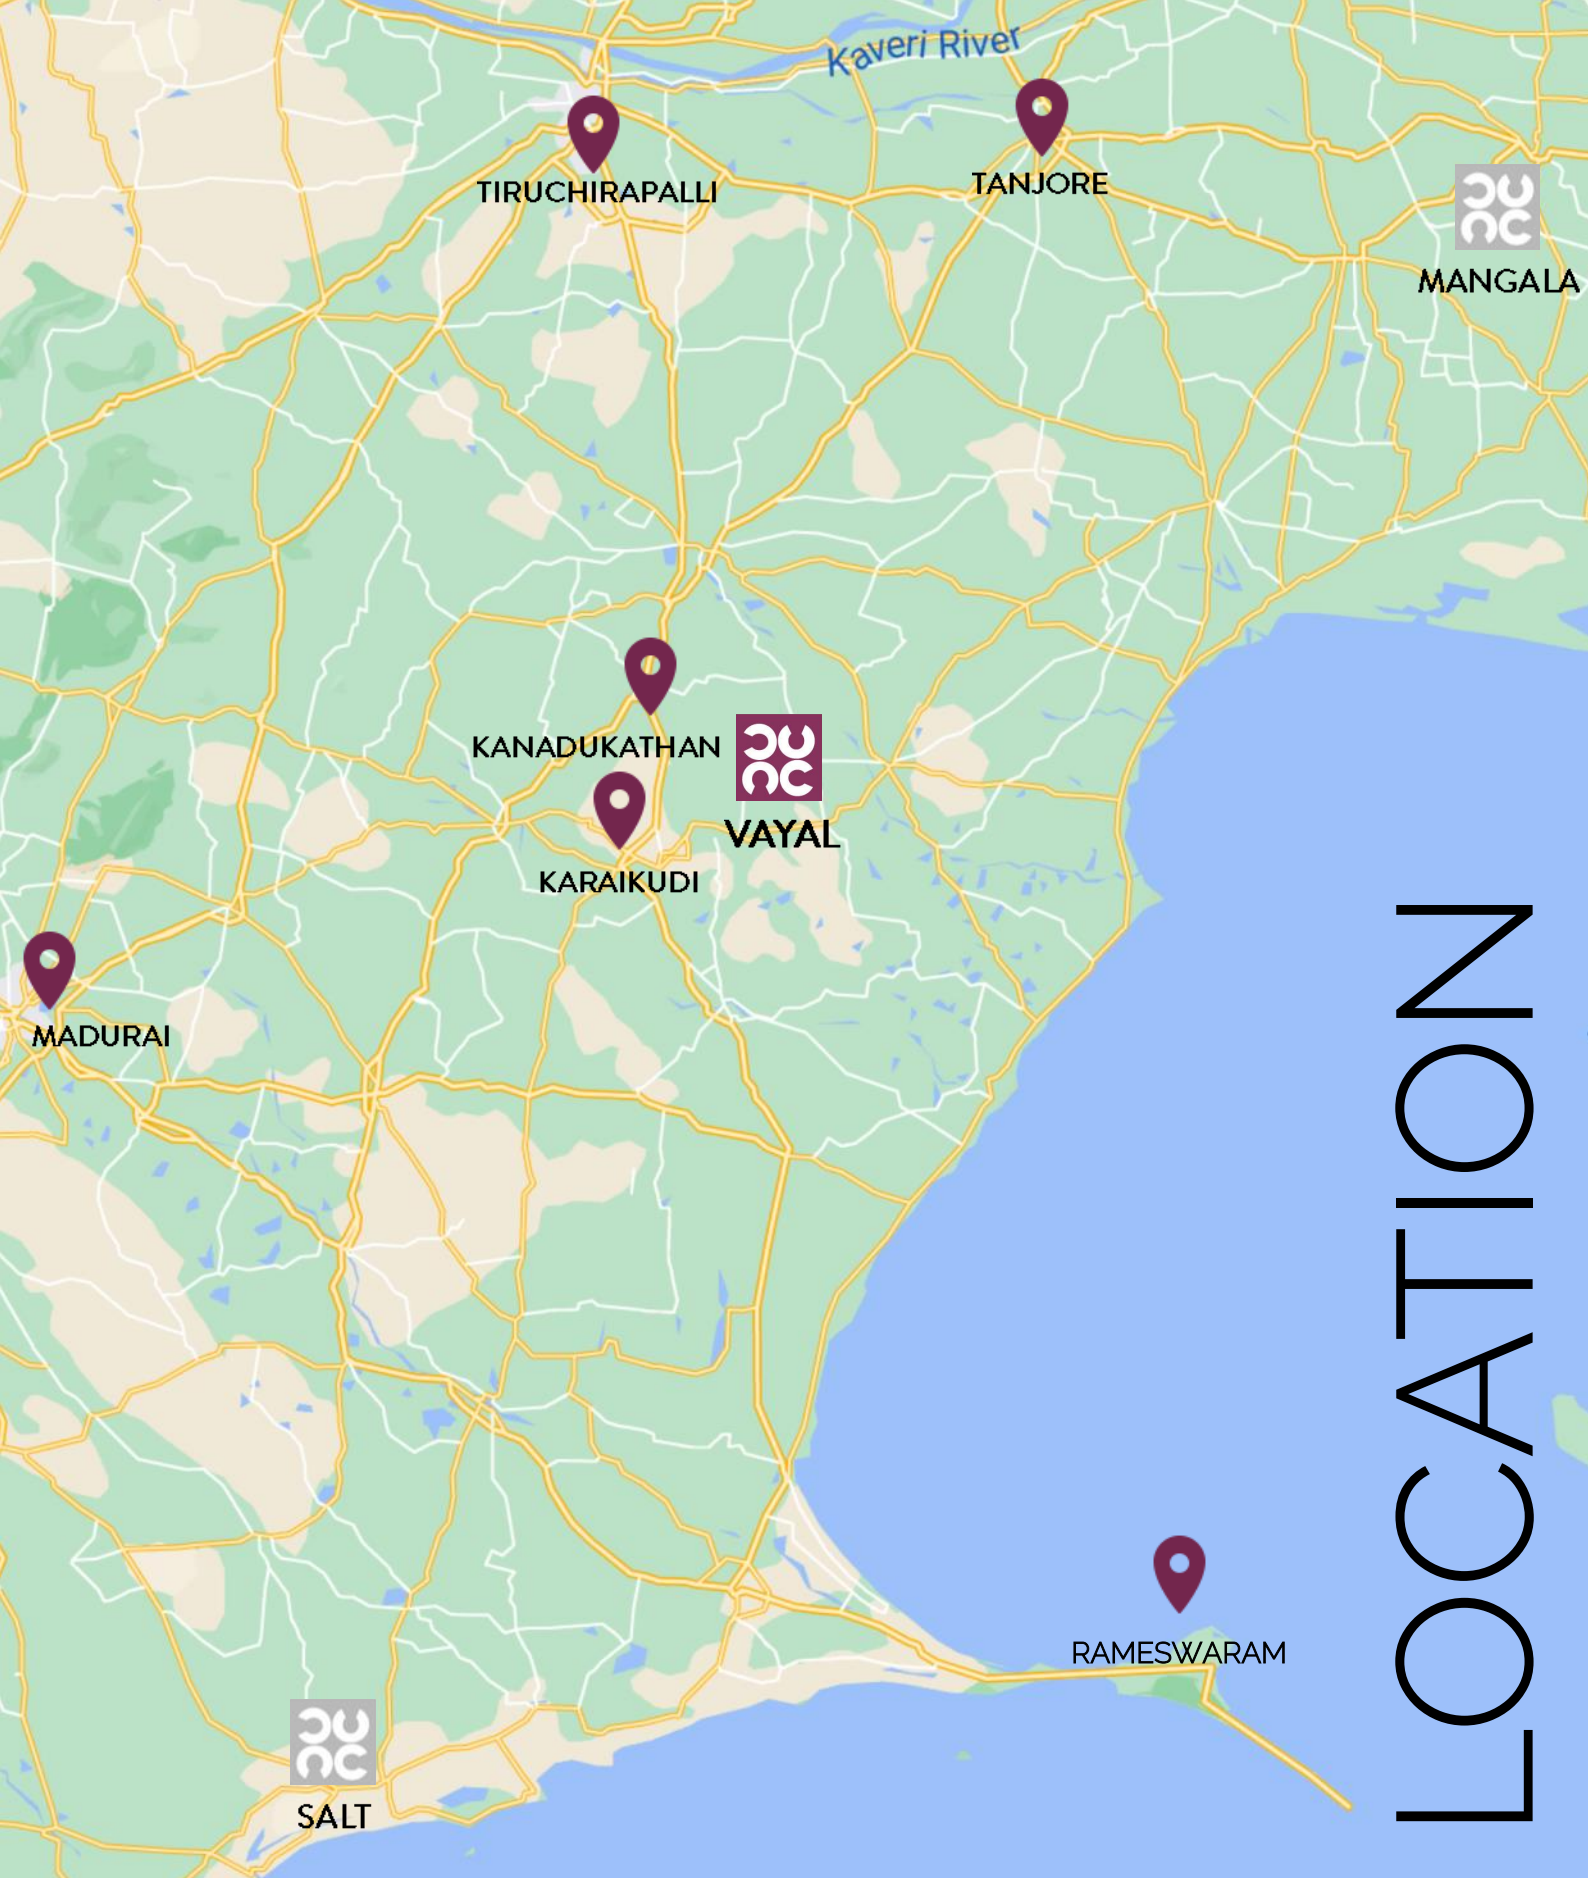 Kaveri River
TIRUCHIRAPALLI
TANJORE
MANGALA
KANADUKATHAN
VAYAL
KARAIKUDI
MADURAI
LOCATION
RAMESWARAM
SALT